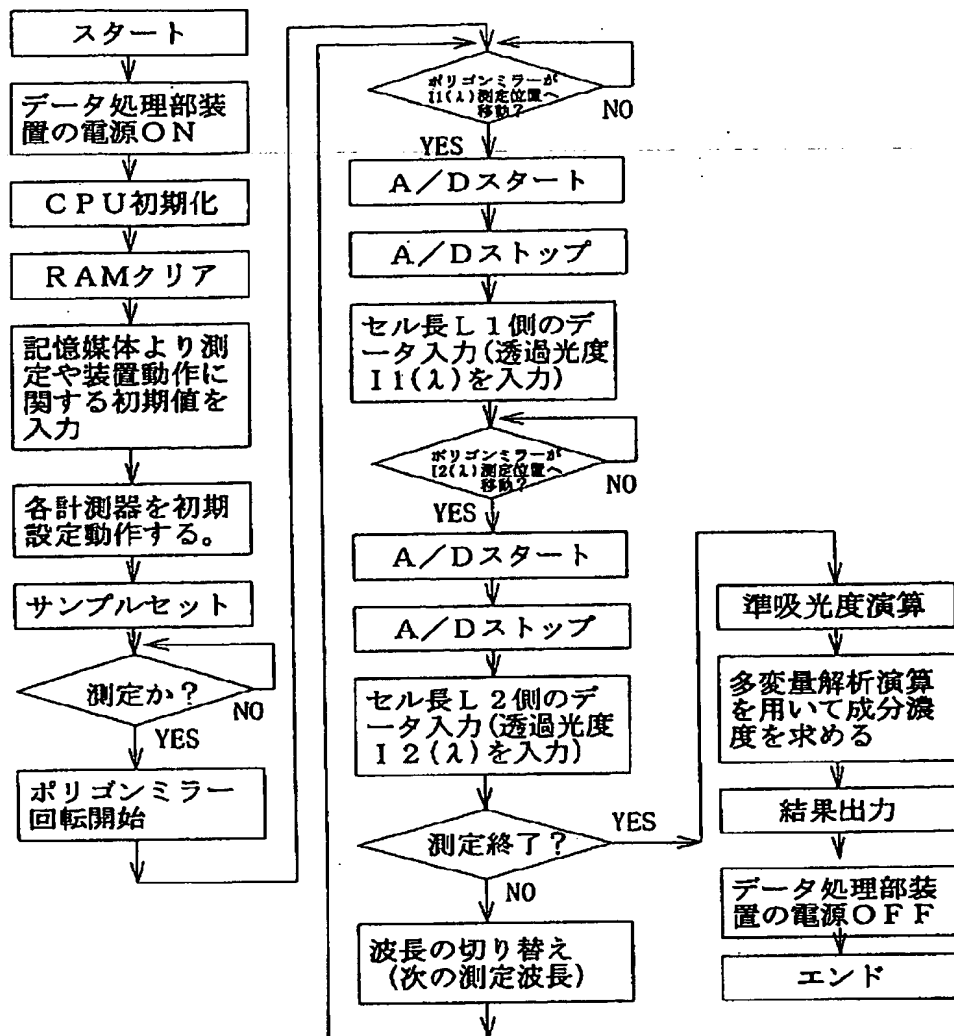 スタート
データ処理部装
置の電源ON
CPU初期化
RAMクリア
記憶媒体より測
定や装置動作に
関する初期値を
入力
各計測器を初期
設定動作する。
サンプルセット
測定か?
NO
YES
ポリゴンミラー
回転開始
ポリゴンミラーが
I1(λ)測定位置へ
移動?
NO
YES
A/Dスタート
A/Dストップ
セル長L1側のデ
ータ入力(透過光度
I1(λ)を入力)
ポリゴンミラーが
I2(λ)測定位置へ
移動?
NO
YES
A/Dスタート
A/Dストップ
セル長L2側のデ
ータ入力(透過光度
I2(λ)を入力)
測定終了?
YES
NO
波長の切り替え
(次の測定波長)
準吸光度演算
多変量解析演算
を用いて成分濃
度を求める
結果出力
データ処理部装
置の電源OFF
エンド